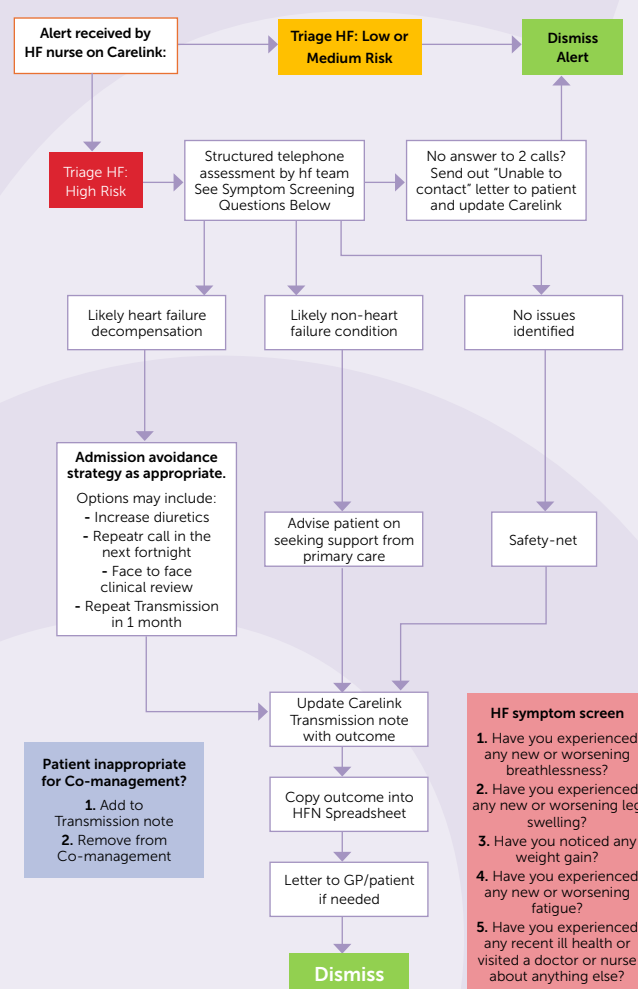 Alert received by
HF nurse on Carelink:
Triage HF: Low or
Medium Risk
Dismiss
Alert
Triage HF:
High Risk
Structured telephone
assessment by hf team
See Symptom Screening
Questions Below
No answer to 2 calls?
Send out “Unable to
contact” letter to patient
and update Carelink
Likely heart failure
decompensation
Likely non-heart
failure condition
No issues
identified
Admission avoidance
strategy as appropriate.
Options may include:
- Increase diuretics
- Repeatr call in the
next fortnight
- Face to face
clinical review
- Repeat Transmission
in 1 month
Advise patient on
seeking support from
primary care
Safety-net
Update Carelink
Transmission note
with outcome
Patient inappropriate
for Co-management?
1. Add to
Transmission note
2. Remove from
Co-management
Copy outcome into
HFN Spreadsheet
Letter to GP/patient
if needed
Dismiss
HF symptom screen
1. Have you experienced
any new or worsening
breathlessness?
2. Have you experienced
any new or worsening leg
swelling?
3. Have you noticed any
weight gain?
4. Have you experienced
any new or worsening
fatigue?
5. Have you experienced
any recent ill health or
visited a doctor or nurse
about anything else?